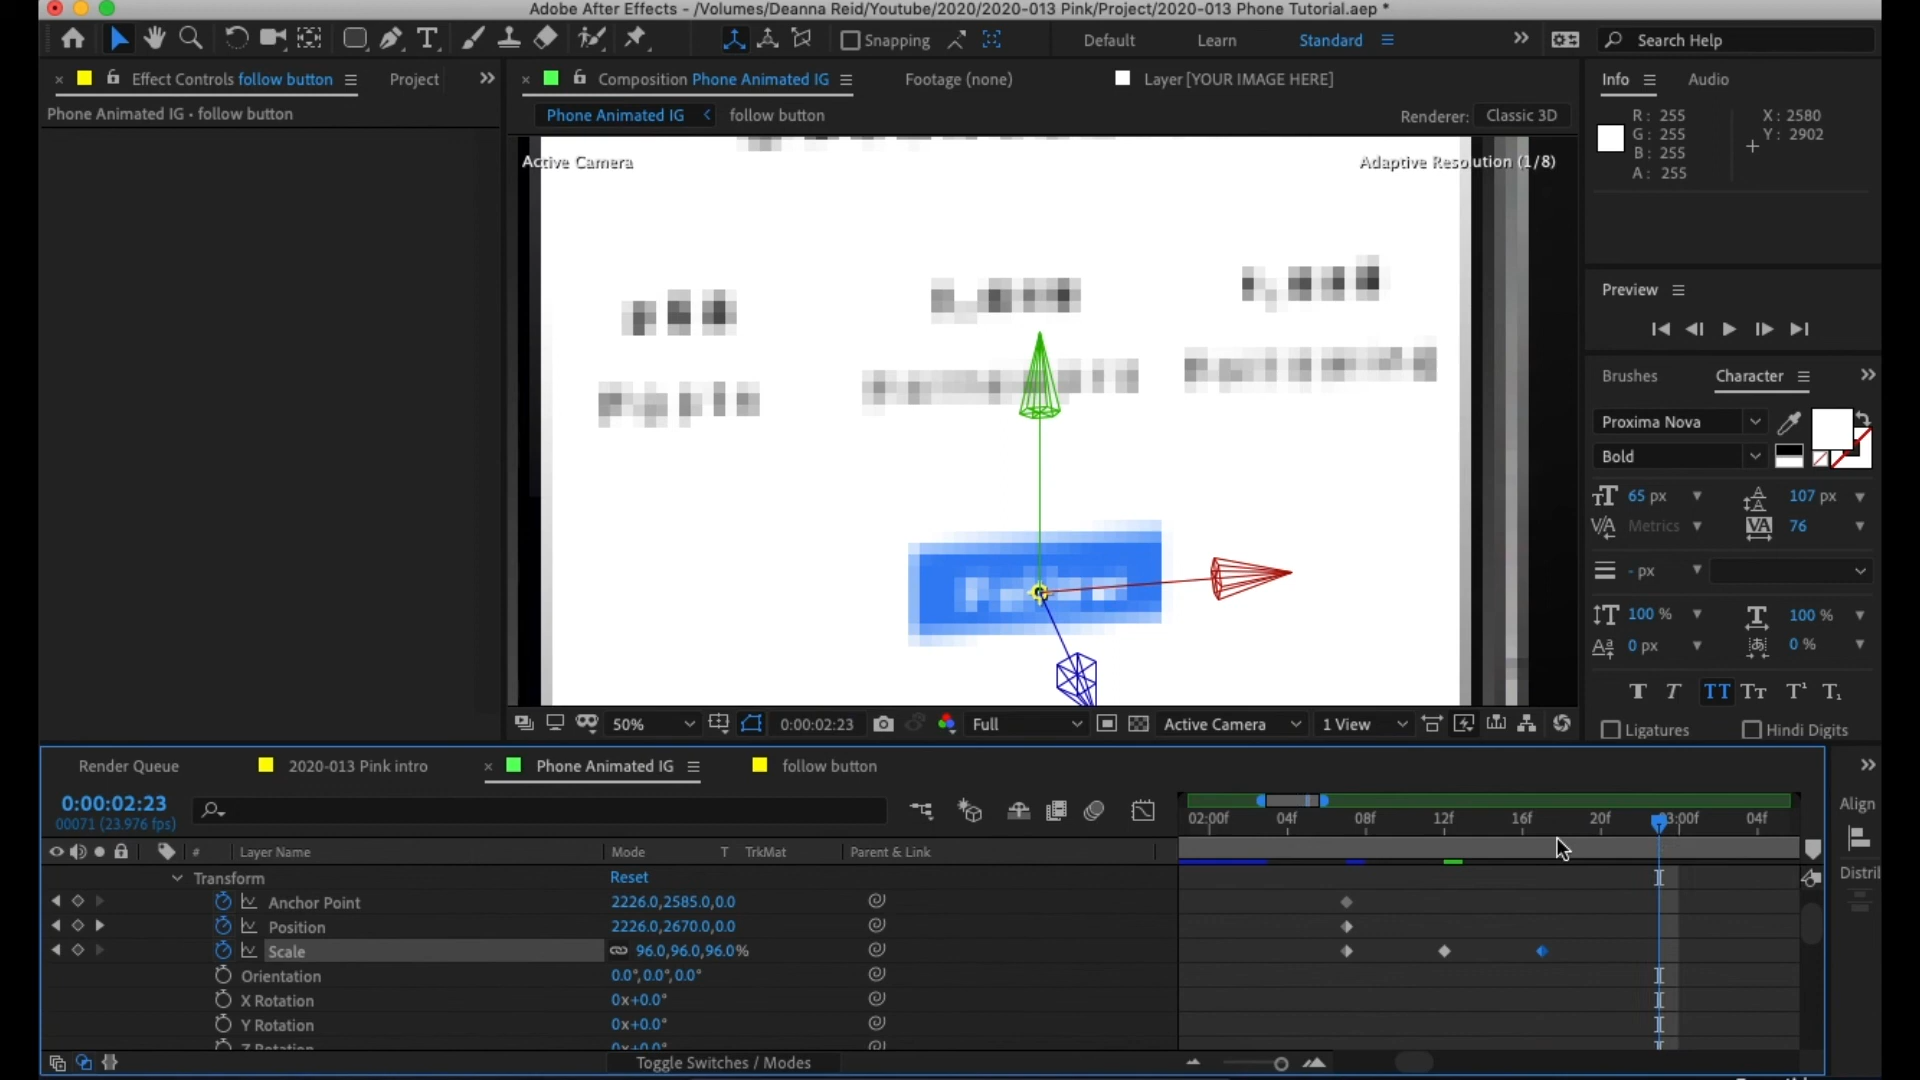 Adobe After Effects - /Volumes/Deanna Reid/Youtube/2020/2020-013 Pink/Project/2020-013 Phone Tutorial.aep *
T Snapping Default Learn Standard Search Help
Effect Controls follow button Project
Composition Phone Animated IG Footage (none) Layer [YOUR IMAGE HERE]
Info Audio
Phone Animated IG • follow button
Phone Animated IG follow button
Renderer: Classic 3D
R: 255 X: 2580
G: 255 Y: 2902
B: 255
A: 255
Active Camera Adaptive Resolution (1/8)
Preview
Brushes Character
Proxima Nova
Bold
65 px 107 px
Metrics 76
- px
100 % 100 %
0 px 0 %
T T TT Tr T¹ T₁
Ligatures Hindi Digits
50% 0:00:02:23 Full Active Camera 1 View
Render Queue 2020-013 Pink intro Phone Animated IG follow button
0:00:02:23
00071 (23.976 fps)
02:00f 04f 08f 12f 16f 20f 03:00f 04f
Align
# Layer Name Mode T TrkMat Parent & Link
Distril
Transform Reset
Anchor Point 2226.0,2585.0,0.0
Position 2226.0,2670.0,0.0
Scale 96.0,96.0,96.0%
Orientation 0.0°,0.0°,0.0°
X Rotation 0x+0.0°
Y Rotation 0x+0.0°
Z Rotation 0x+0.0°
Toggle Switches / Modes